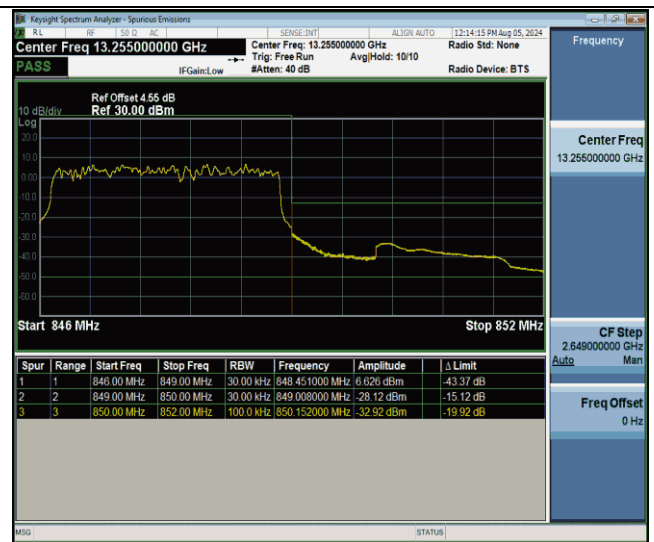 Keysight Spectrum Analyzer - Spurious Emissions
RL RF 50 Ω AC SENSE:INT ALIGN AUTO 12:14:15 PM Aug 05, 2024
Center Freq 13.255000000 GHz Center Freq: 13.255000000 GHz Radio Std: None
Trig: Free Run Avg|Hold: 10/10
PASS IFGain:Low #Atten: 40 dB Radio Device: BTS
Ref Offset 4.55 dB
10 dB/div Ref 30.00 dBm
Log
20.0
10.0
0.00
-10.0
-20.0
-30.0
-40.0
-50.0
-60.0
Start 846 MHz Stop 852 MHz
Spur Range Start Freq Stop Freq RBW Frequency Amplitude Δ Limit
1 1 846.00 MHz 849.00 MHz 30.00 kHz 848.451000 MHz 6.626 dBm -43.37 dB
2 2 849.00 MHz 850.00 MHz 30.00 kHz 849.008000 MHz -28.12 dBm -15.12 dB
3 3 850.00 MHz 852.00 MHz 100.0 kHz 850.152000 MHz -32.92 dBm -19.92 dB
MSG STATUS
Frequency
Center Freq
13.255000000 GHz
CF Step
2.649000000 GHz
Auto Man
Freq Offset
0 Hz